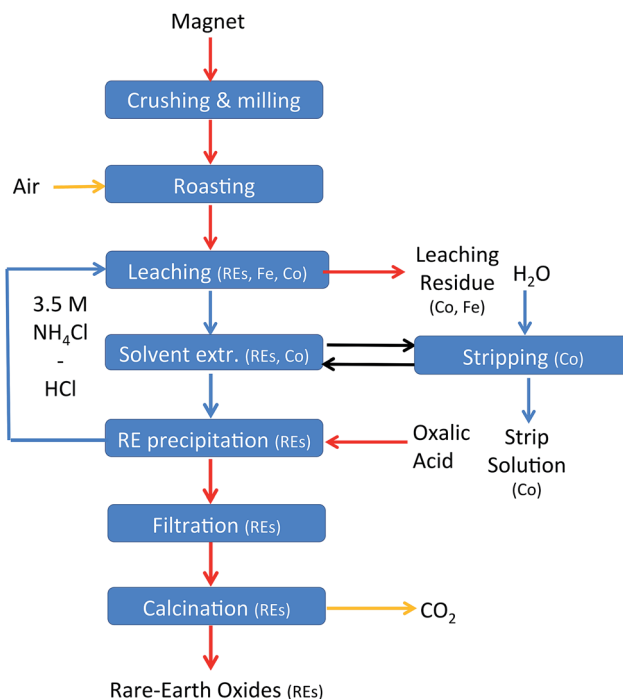 Magnet
Crushing & milling
Air
Roasting
Leaching (REs, Fe, Co)
Leaching
Residue
(Co, Fe)
H₂O
3.5 M
NH₄Cl
-
HCl
Solvent extr. (REs, Co)
Stripping (Co)
RE precipitation (REs)
Oxalic
Acid
Strip
Solution
(Co)
Filtration (REs)
Calcination (REs)
CO₂
Rare-Earth Oxides (REs)